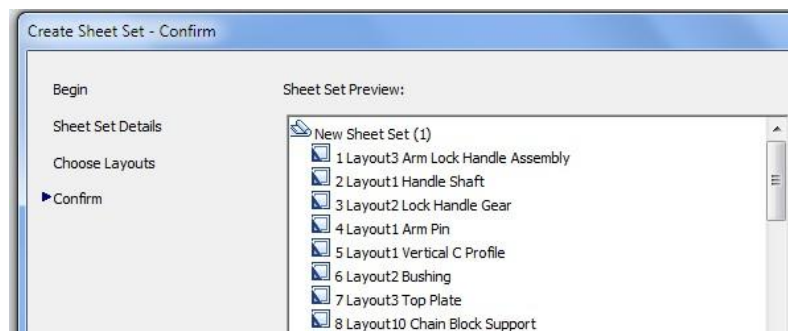 Create Sheet Set - Confirm
Begin
Sheet Set Details
Choose Layouts
Confirm
Sheet Set Preview:
New Sheet Set (1)
1 Layout3 Arm Lock Handle Assembly
2 Layout1 Handle Shaft
3 Layout2 Lock Handle Gear
4 Layout1 Arm Pin
5 Layout1 Vertical C Profile
6 Layout2 Bushing
7 Layout3 Top Plate
8 Layout10 Chain Block Support